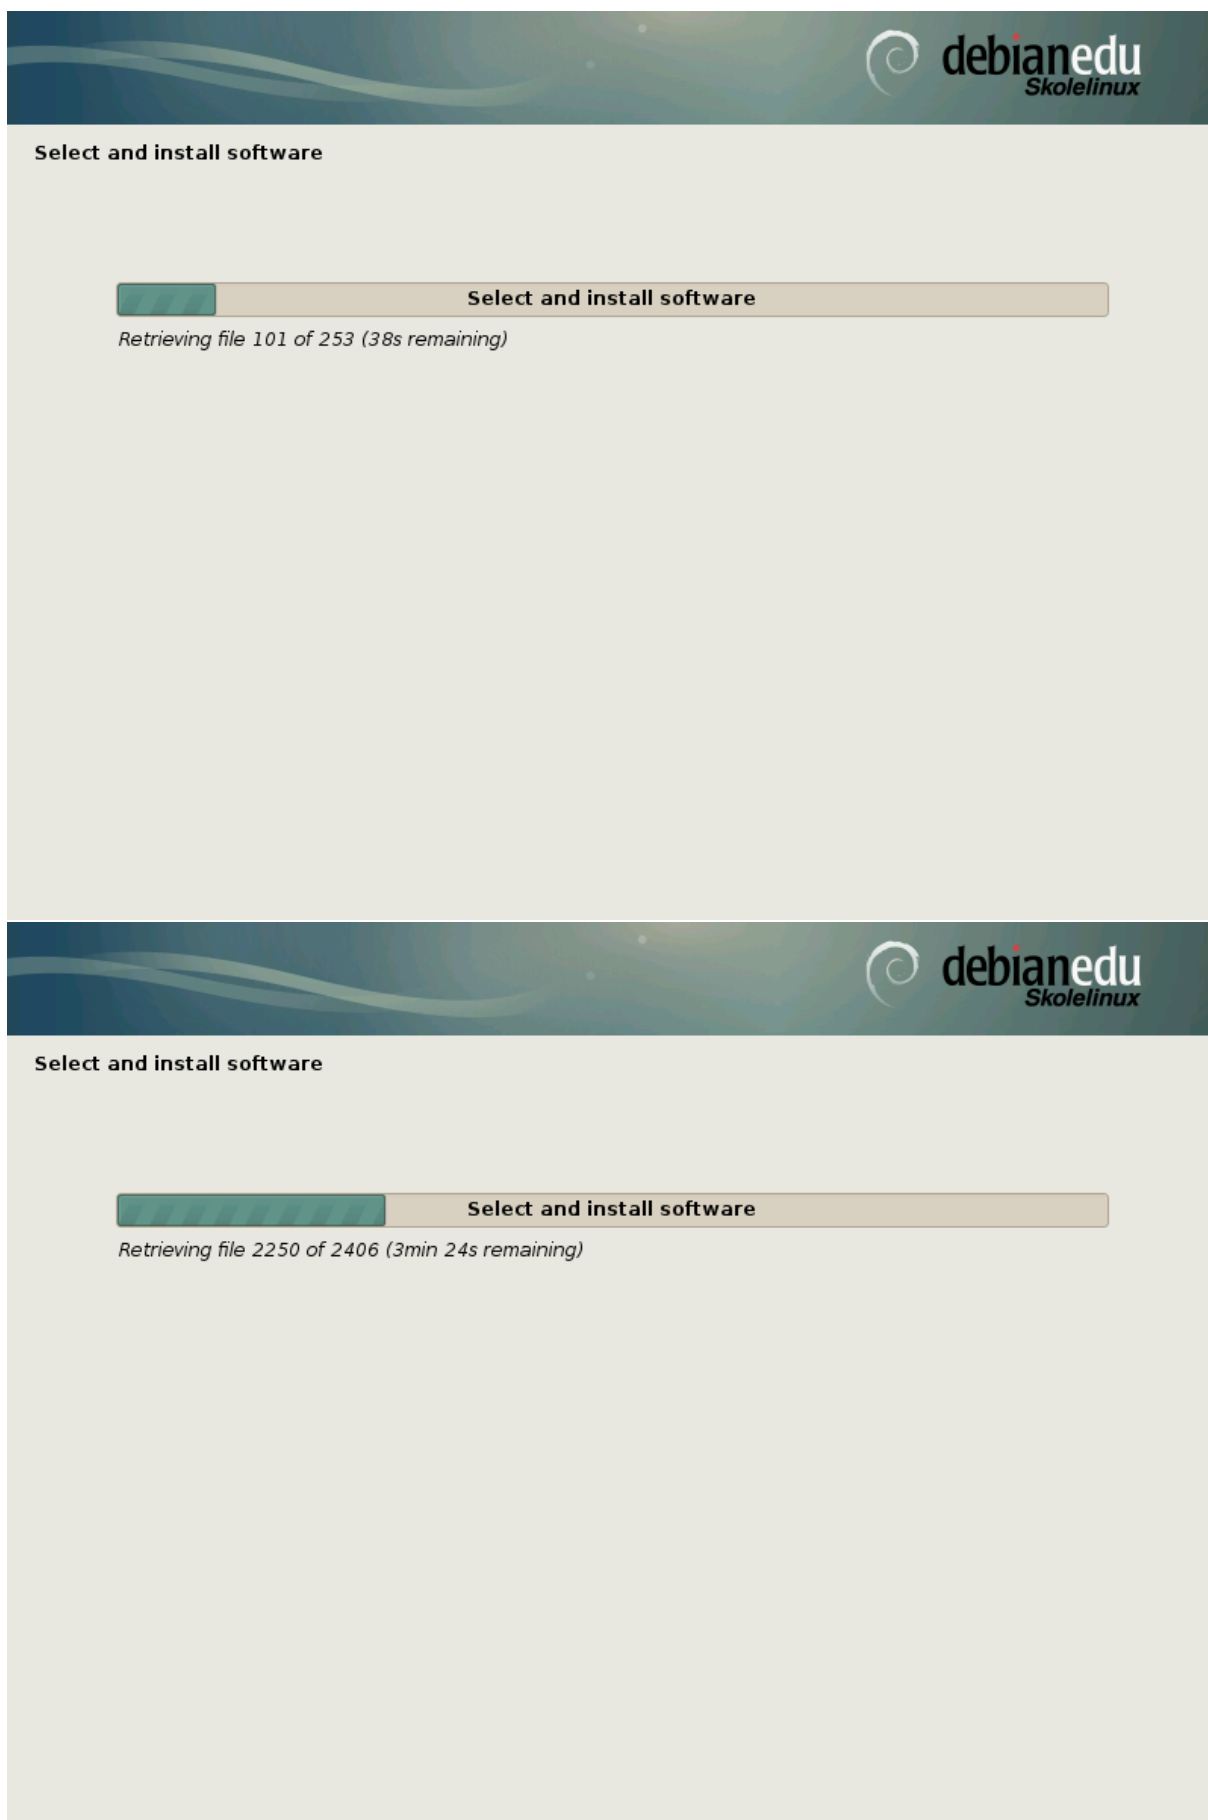 debianedu
Skolelinux
Select and install software
Select and install software
Retrieving file 101 of 253 (38s remaining)
debianedu
Skolelinux
Select and install software
Select and install software
Retrieving file 2250 of 2406 (3min 24s remaining)